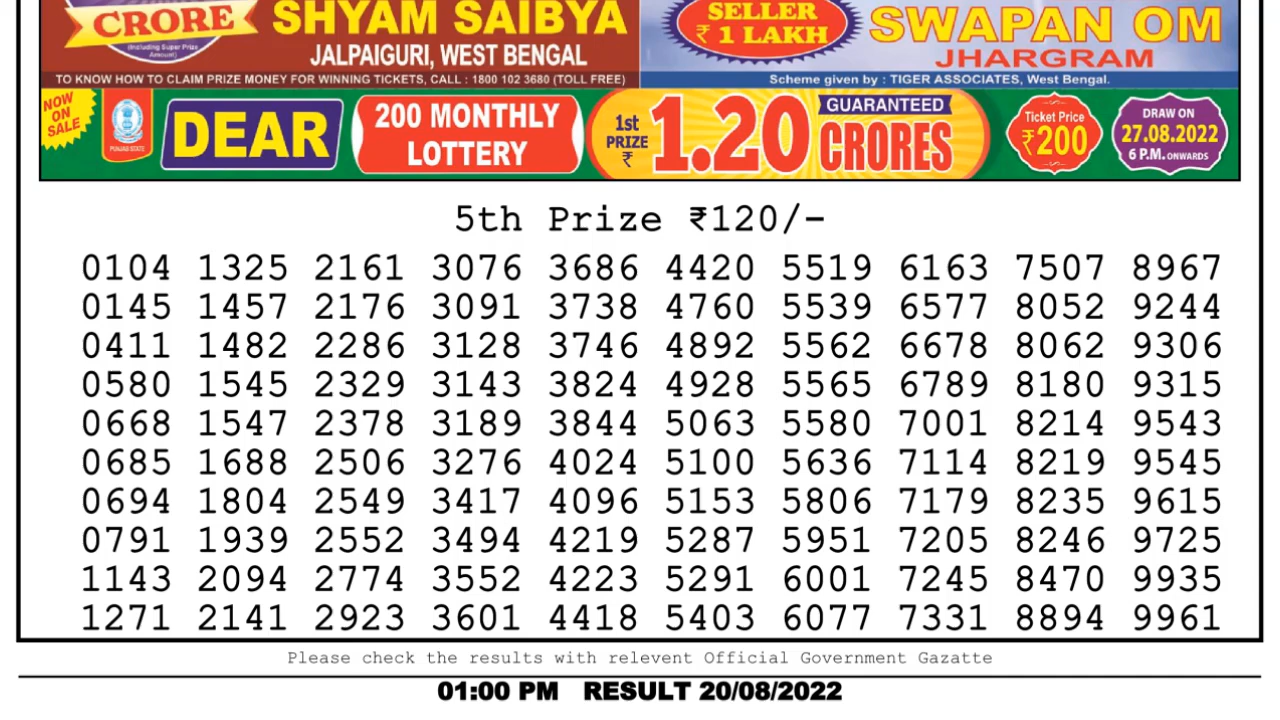 CRORE
(Including Super Prize
Amount)
SHYAM SAIBYA
JALPAIGURI, WEST BENGAL
TO KNOW HOW TO CLAIM PRIZE MONEY FOR WINNING TICKETS, CALL : 1800 102 3680 (TOLL FREE)
SELLER
₹ 1 LAKH
SWAPAN OM
JHARGRAM
Scheme given by : TIGER ASSOCIATES, West Bengal.
NOW
ON
SALE
PUNJAB STATE
DEAR
200 MONTHLY
LOTTERY
1st
PRIZE
₹
1.20
GUARANTEED
CRORES
Ticket Price
₹200
DRAW ON
27.08.2022
6 P.M. ONWARDS
5th Prize ₹120/-
0104 1325 2161 3076 3686 4420 5519 6163 7507 8967
0145 1457 2176 3091 3738 4760 5539 6577 8052 9244
0411 1482 2286 3128 3746 4892 5562 6678 8062 9306
0580 1545 2329 3143 3824 4928 5565 6789 8180 9315
0668 1547 2378 3189 3844 5063 5580 7001 8214 9543
0685 1688 2506 3276 4024 5100 5636 7114 8219 9545
0694 1804 2549 3417 4096 5153 5806 7179 8235 9615
0791 1939 2552 3494 4219 5287 5951 7205 8246 9725
1143 2094 2774 3552 4223 5291 6001 7245 8470 9935
1271 2141 2923 3601 4418 5403 6077 7331 8894 9961
Please check the results with relevent Official Government Gazatte
01:00 PM RESULT 20/08/2022